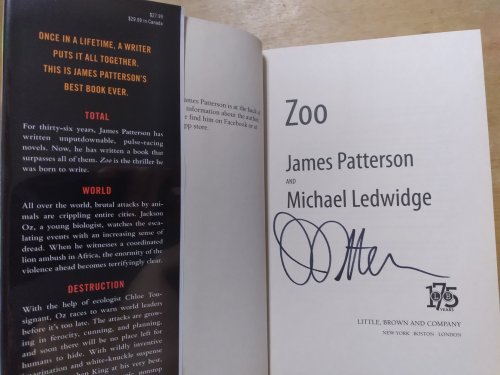 $27.99
$29.99 in Canada
ONCE IN A LIFETIME, A WRITER
PUTS IT ALL TOGETHER.
THIS IS JAMES PATTERSON'S
BEST BOOK EVER.
TOTAL
For thirty-six years, James Patterson has
written unputdownable, pulse-racing
novels. Now, he has written a book that
surpasses all of them. Zoo is the thriller he
was born to write.
WORLD
All over the world, brutal attacks by ani-
mals are crippling entire cities. Jackson
Oz, a young biologist, watches the esca-
lating events with an increasing sense of
dread. When he witnesses a coordinated
lion ambush in Africa, the enormity of the
violence ahead becomes terrifyingly clear.
DESTRUCTION
With the help of ecologist Chloe Tou-
signant, Oz races to warn world leaders
before it's too late. The attacks are grow-
ing in ferocity, cunning, and planning,
and soon there will be no place left for
humans to hide. With wildly inventive
imagination and white-knuckle suspense
King at his very best,
nonstop
James Patterson is at the back of
information about the author,
find him on Facebook or at
pp store.
Zoo
James Patterson
AND
Michael Ledwidge
175
LB
YEARS
LITTLE, BROWN AND COMPANY
NEW YORK BOSTON LONDON